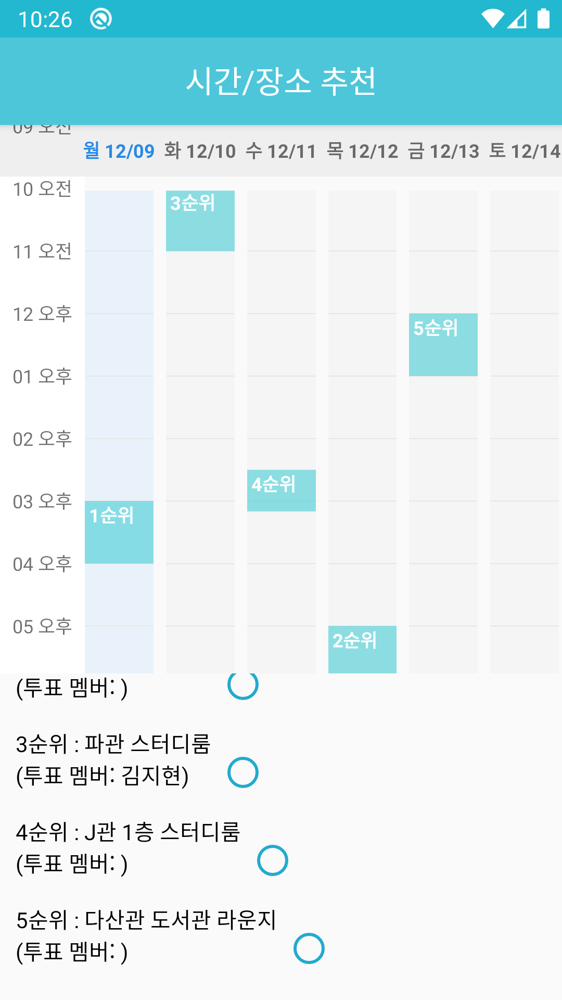 10:26
시간/장소 추천
09 오전
월 12/09 화 12/10 수 12/11 목 12/12 금 12/13 토 12/14
10 오전
3순위
11 오전
12 오후
5순위
01 오후
02 오후
4순위
03 오후
1순위
04 오후
05 오후
2순위
(투표 멤버: )
3순위 : 파관 스터디룸
(투표 멤버: 김지현)
4순위 : J관 1층 스터디룸
(투표 멤버: )
5순위 : 다산관 도서관 라운지
(투표 멤버: )